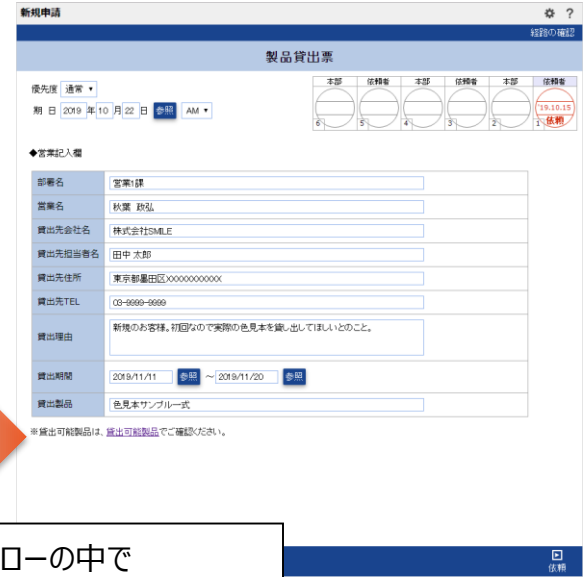 新規申請 ?
経路の確認
製品貸出票
優先度 通常
期 日 2019 年 10 月 22 日 参照 AM
本部 依頼者 本部 依頼者 本部 依頼者
6 5 4 3 2 1 '19.10.15 依頼
◆営業記入欄
部署名 営業1課
営業名 秋葉 政弘
貸出先会社名 株式会社SMILE
貸出先担当者名 田中 太郎
貸出先住所 東京都墨田区XXXXXXXXXXX
貸出先TEL 03-9999-9999
貸出理由 新規のお客様。初回なので実際の色見本を貸し出してほしいとのこと。
貸出期間 2019/11/11 参照 ～ 2019/11/20 参照
貸出製品 色見本サンプル一式
※貸出可能製品は、貸出可能製品でご確認ください。
ローの中で
依頼